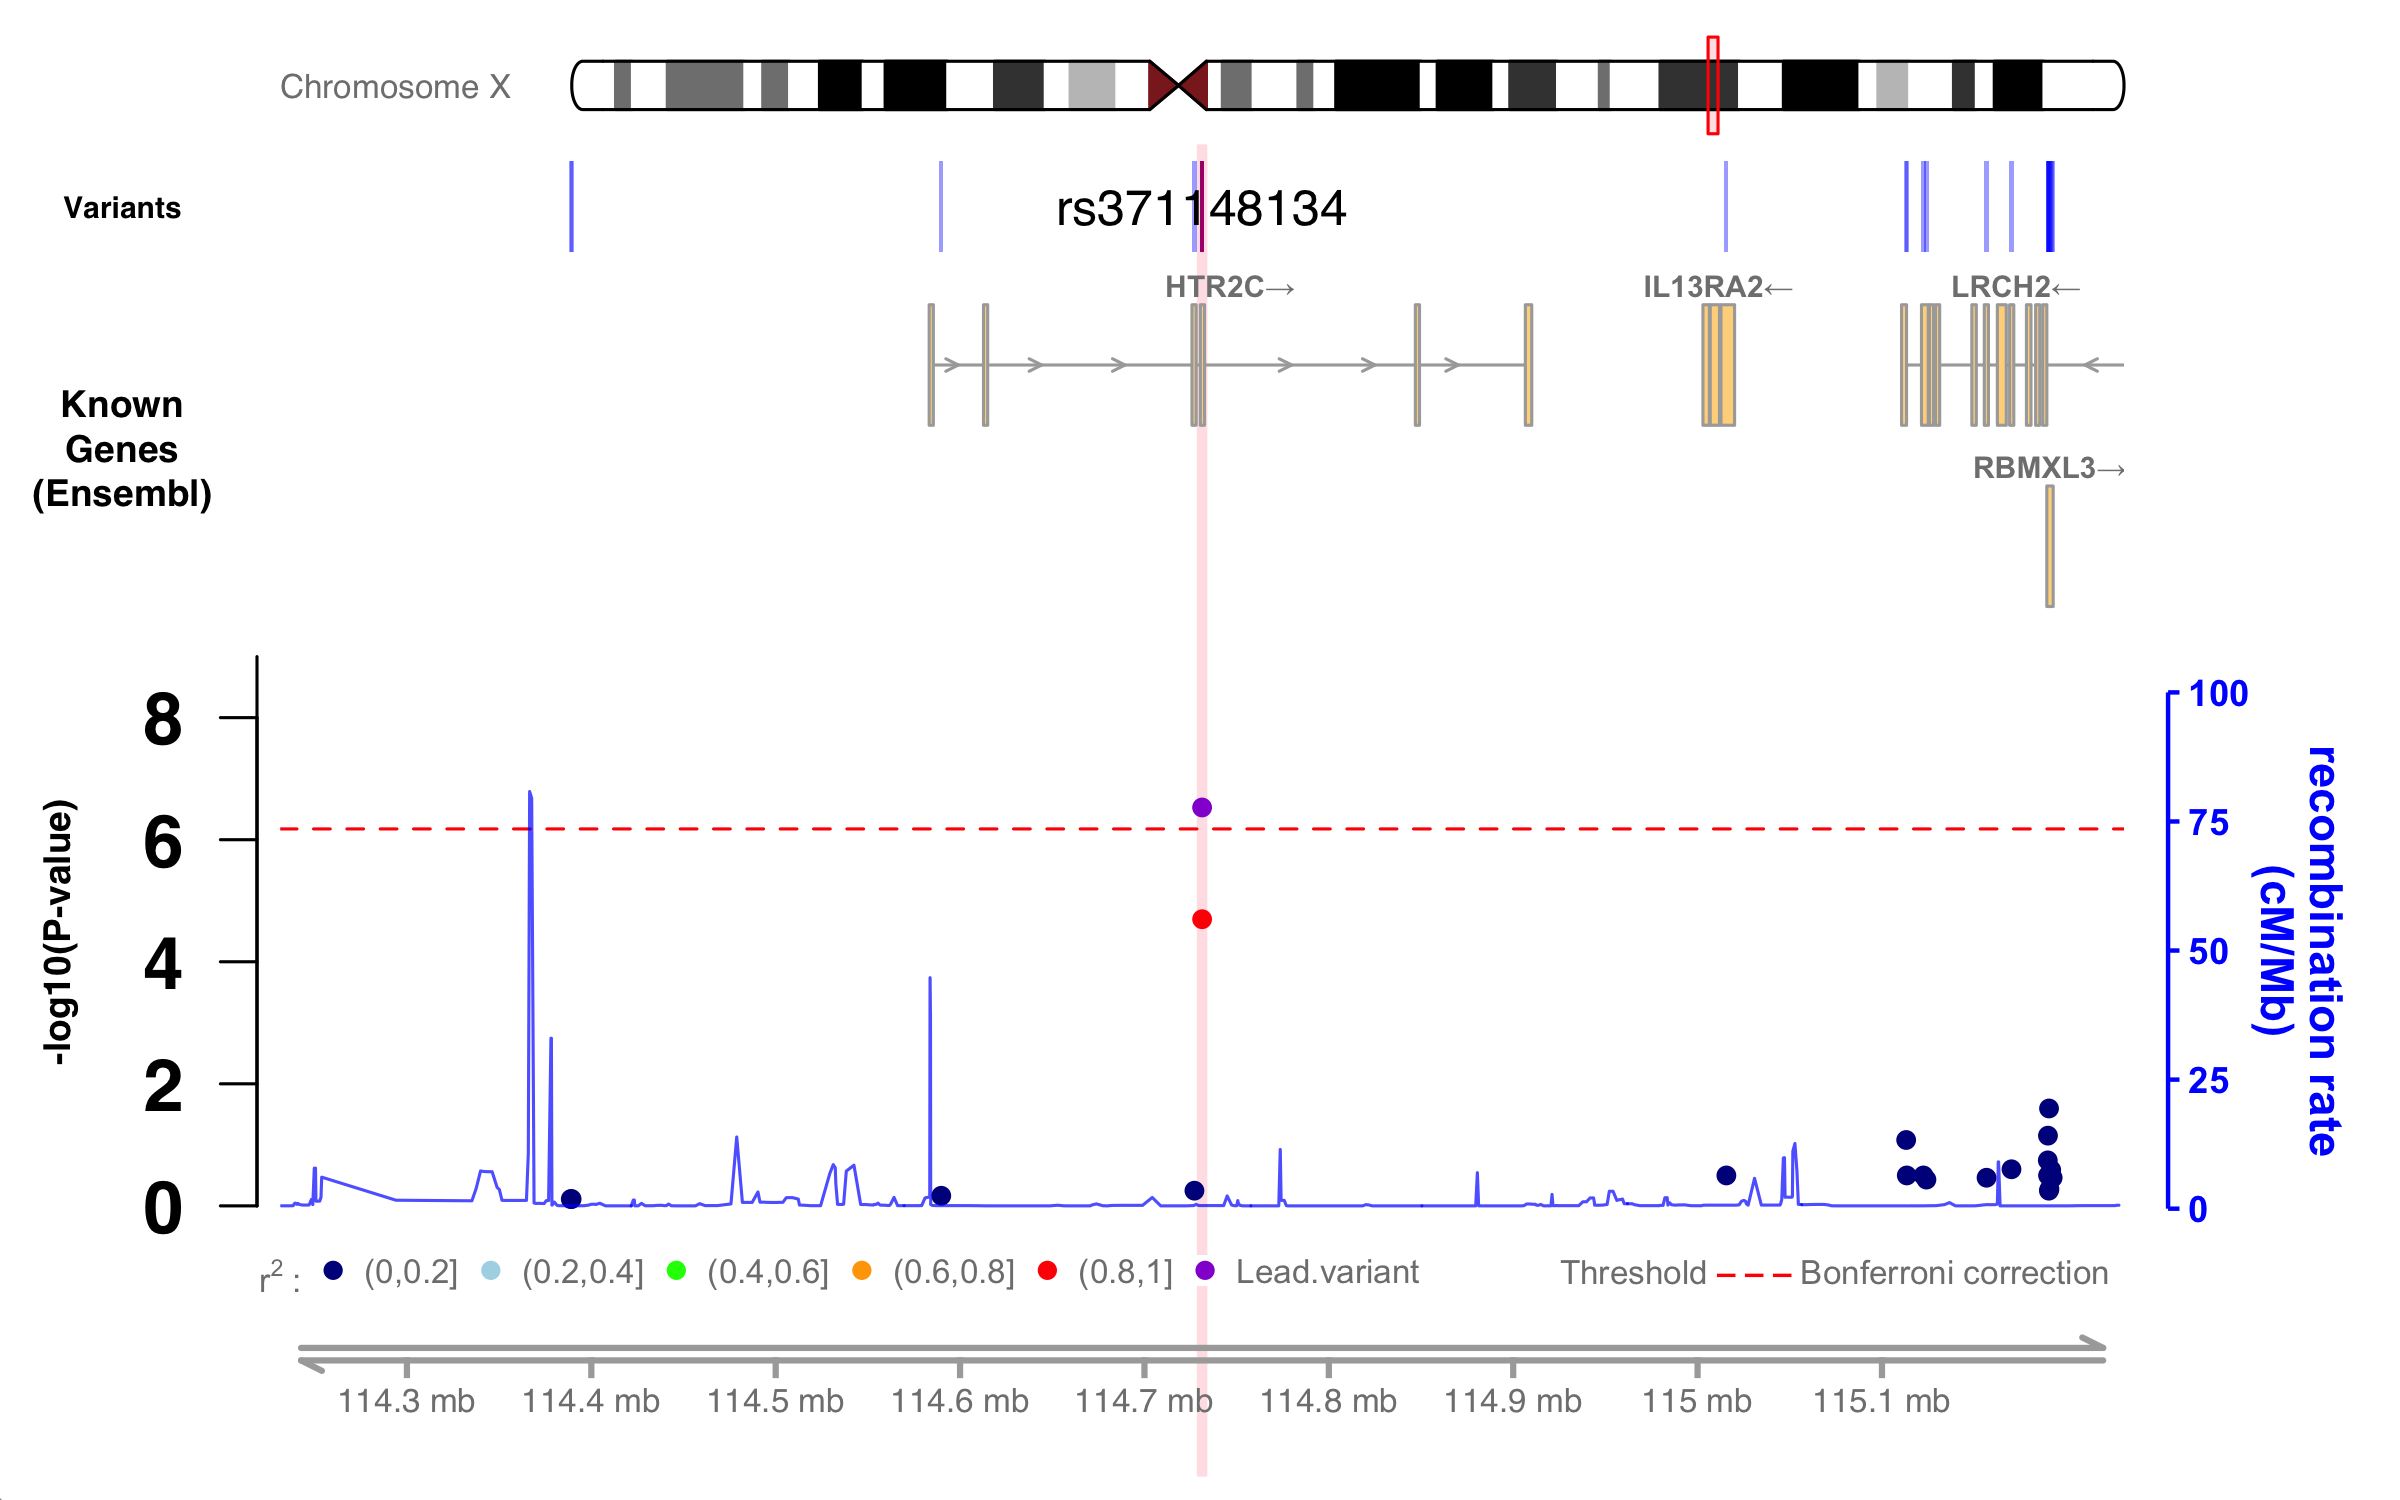 Chromosome X
Variants
rs371148134
HTR2C→
IL13RA2←
LRCH2←
Known
Genes
(Ensembl)
RBMXL3→
-log10(P-value)
8
6
4
2
0
100
75
50
25
0
recombination rate
(cM/Mb)
r2 : (0,0.2] (0.2,0.4] (0.4,0.6] (0.6,0.8] (0.8,1] Lead.variant Threshold Bonferroni correction
114.3 mb 114.4 mb 114.5 mb 114.6 mb 114.7 mb 114.8 mb 114.9 mb 115 mb 115.1 mb